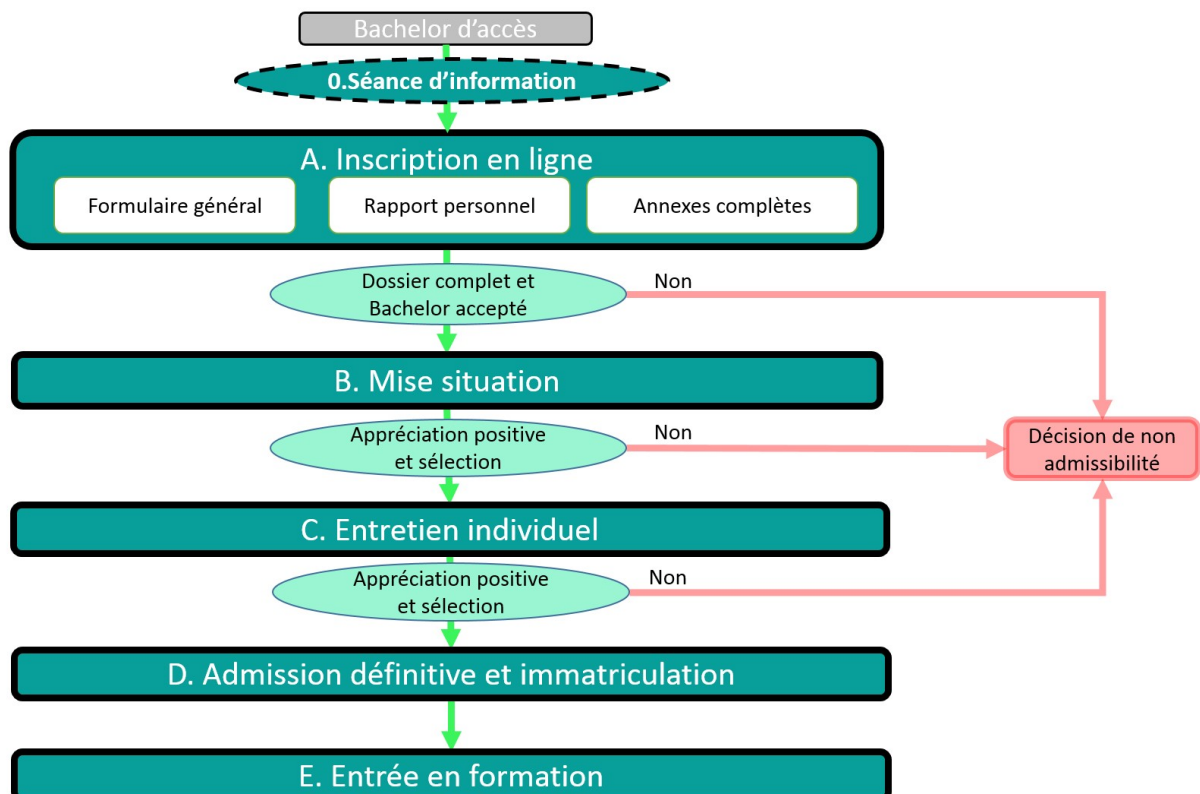 Bachelor d’accès
0.Séance d’information
A. Inscription en ligne
Formulaire général
Rapport personnel
Annexes complètes
Dossier complet et
Bachelor accepté
Non
B. Mise situation
Appréciation positive
et sélection
Non
Décision de non
admissibilité
C. Entretien individuel
Appréciation positive
et sélection
Non
D. Admission définitive et immatriculation
E. Entrée en formation